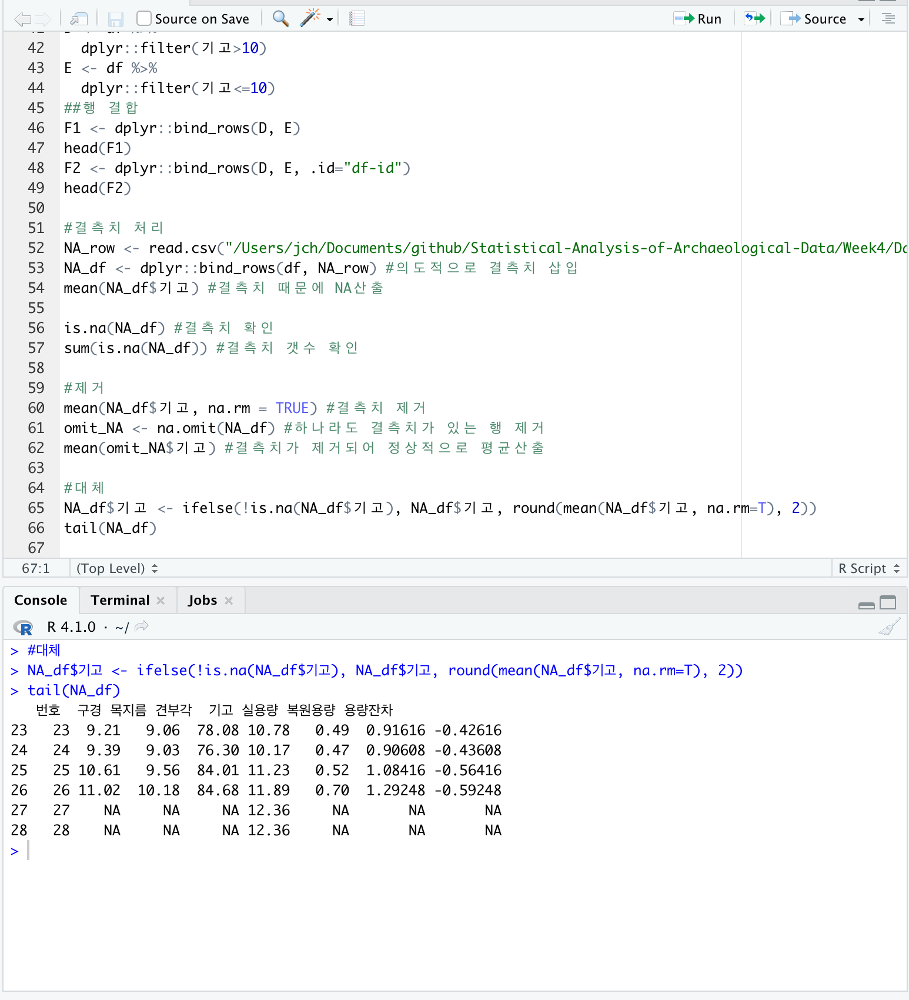 Source on Save
Run
Source
42 dplyr::filter(기고>10)
43 E <- df %>%
44 dplyr::filter(기고<=10)
45 ##행 결합
46 F1 <- dplyr::bind_rows(D, E)
47 head(F1)
48 F2 <- dplyr::bind_rows(D, E, .id="df-id")
49 head(F2)
50
51 #결측치 처리
52 NA_row <- read.csv("/Users/jch/Documents/github/Statistical-Analysis-of-Archaeological-Data/Week4/
53 NA_df <- dplyr::bind_rows(df, NA_row) #의도적으로 결측치 삽입
54 mean(NA_df$기고) #결측치 때문에 NA산출
55
56 is.na(NA_df) #결측치 확인
57 sum(is.na(NA_df)) #결측치 갯수 확인
58
59 #제거
60 mean(NA_df$기고, na.rm = TRUE) #결측치 제거
61 omit_NA <- na.omit(NA_df) #하나라도 결측치가 있는 행 제거
62 mean(omit_NA$기고) #결측치가 제거되어 정상적으로 평균산출
63
64 #대체
65 NA_df$기고 <- ifelse(!is.na(NA_df$기고), NA_df$기고, round(mean(NA_df$기고, na.rm=T), 2))
66 tail(NA_df)
67
67:1 (Top Level) R Script
Console Terminal Jobs
R 4.1.0 · ~/
> #대체
> NA_df$기고 <- ifelse(!is.na(NA_df$기고), NA_df$기고, round(mean(NA_df$기고, na.rm=T), 2))
> tail(NA_df)
번호 구경 목지름 견부각 기고 실용량 복원용량 용량잔차
23 23 9.21 9.06 78.08 10.78 0.49 0.91616 -0.42616
24 24 9.39 9.03 76.30 10.17 0.47 0.90608 -0.43608
25 25 10.61 9.56 84.01 11.23 0.52 1.08416 -0.56416
26 26 11.02 10.18 84.68 11.89 0.70 1.29248 -0.59248
27 27 NA NA NA 12.36 NA NA NA
28 28 NA NA NA 12.36 NA NA NA
>